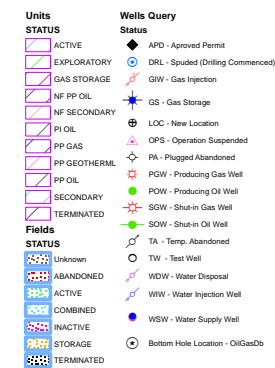 Units
STATUS
ACTIVE
EXPLORATORY
GAS STORAGE
NF PP OIL
NF SECONDARY
PI OIL
PP GAS
PP GEOTHERML
PP OIL
SECONDARY
TERMINATED
Fields
STATUS
Unknown
ABANDONED
ACTIVE
COMBINED
INACTIVE
STORAGE
TERMINATED
Wells Query
Status
APD - Aproved Permit
DRL - Spuded (Drilling Commenced)
GIW - Gas Injection
GS - Gas Storage
LOC - New Location
OPS - Operation Suspended
PA - Plugged Abandoned
PGW - Producing Gas Well
POW - Producing Oil Well
SGW - Shut-in Gas Well
SOW - Shut-in Oil Well
TA - Temp. Abandoned
TW - Test Well
WDW - Water Disposal
WIW - Water Injection Well
WSW - Water Supply Well
Bottom Hole Location - OilGasDb